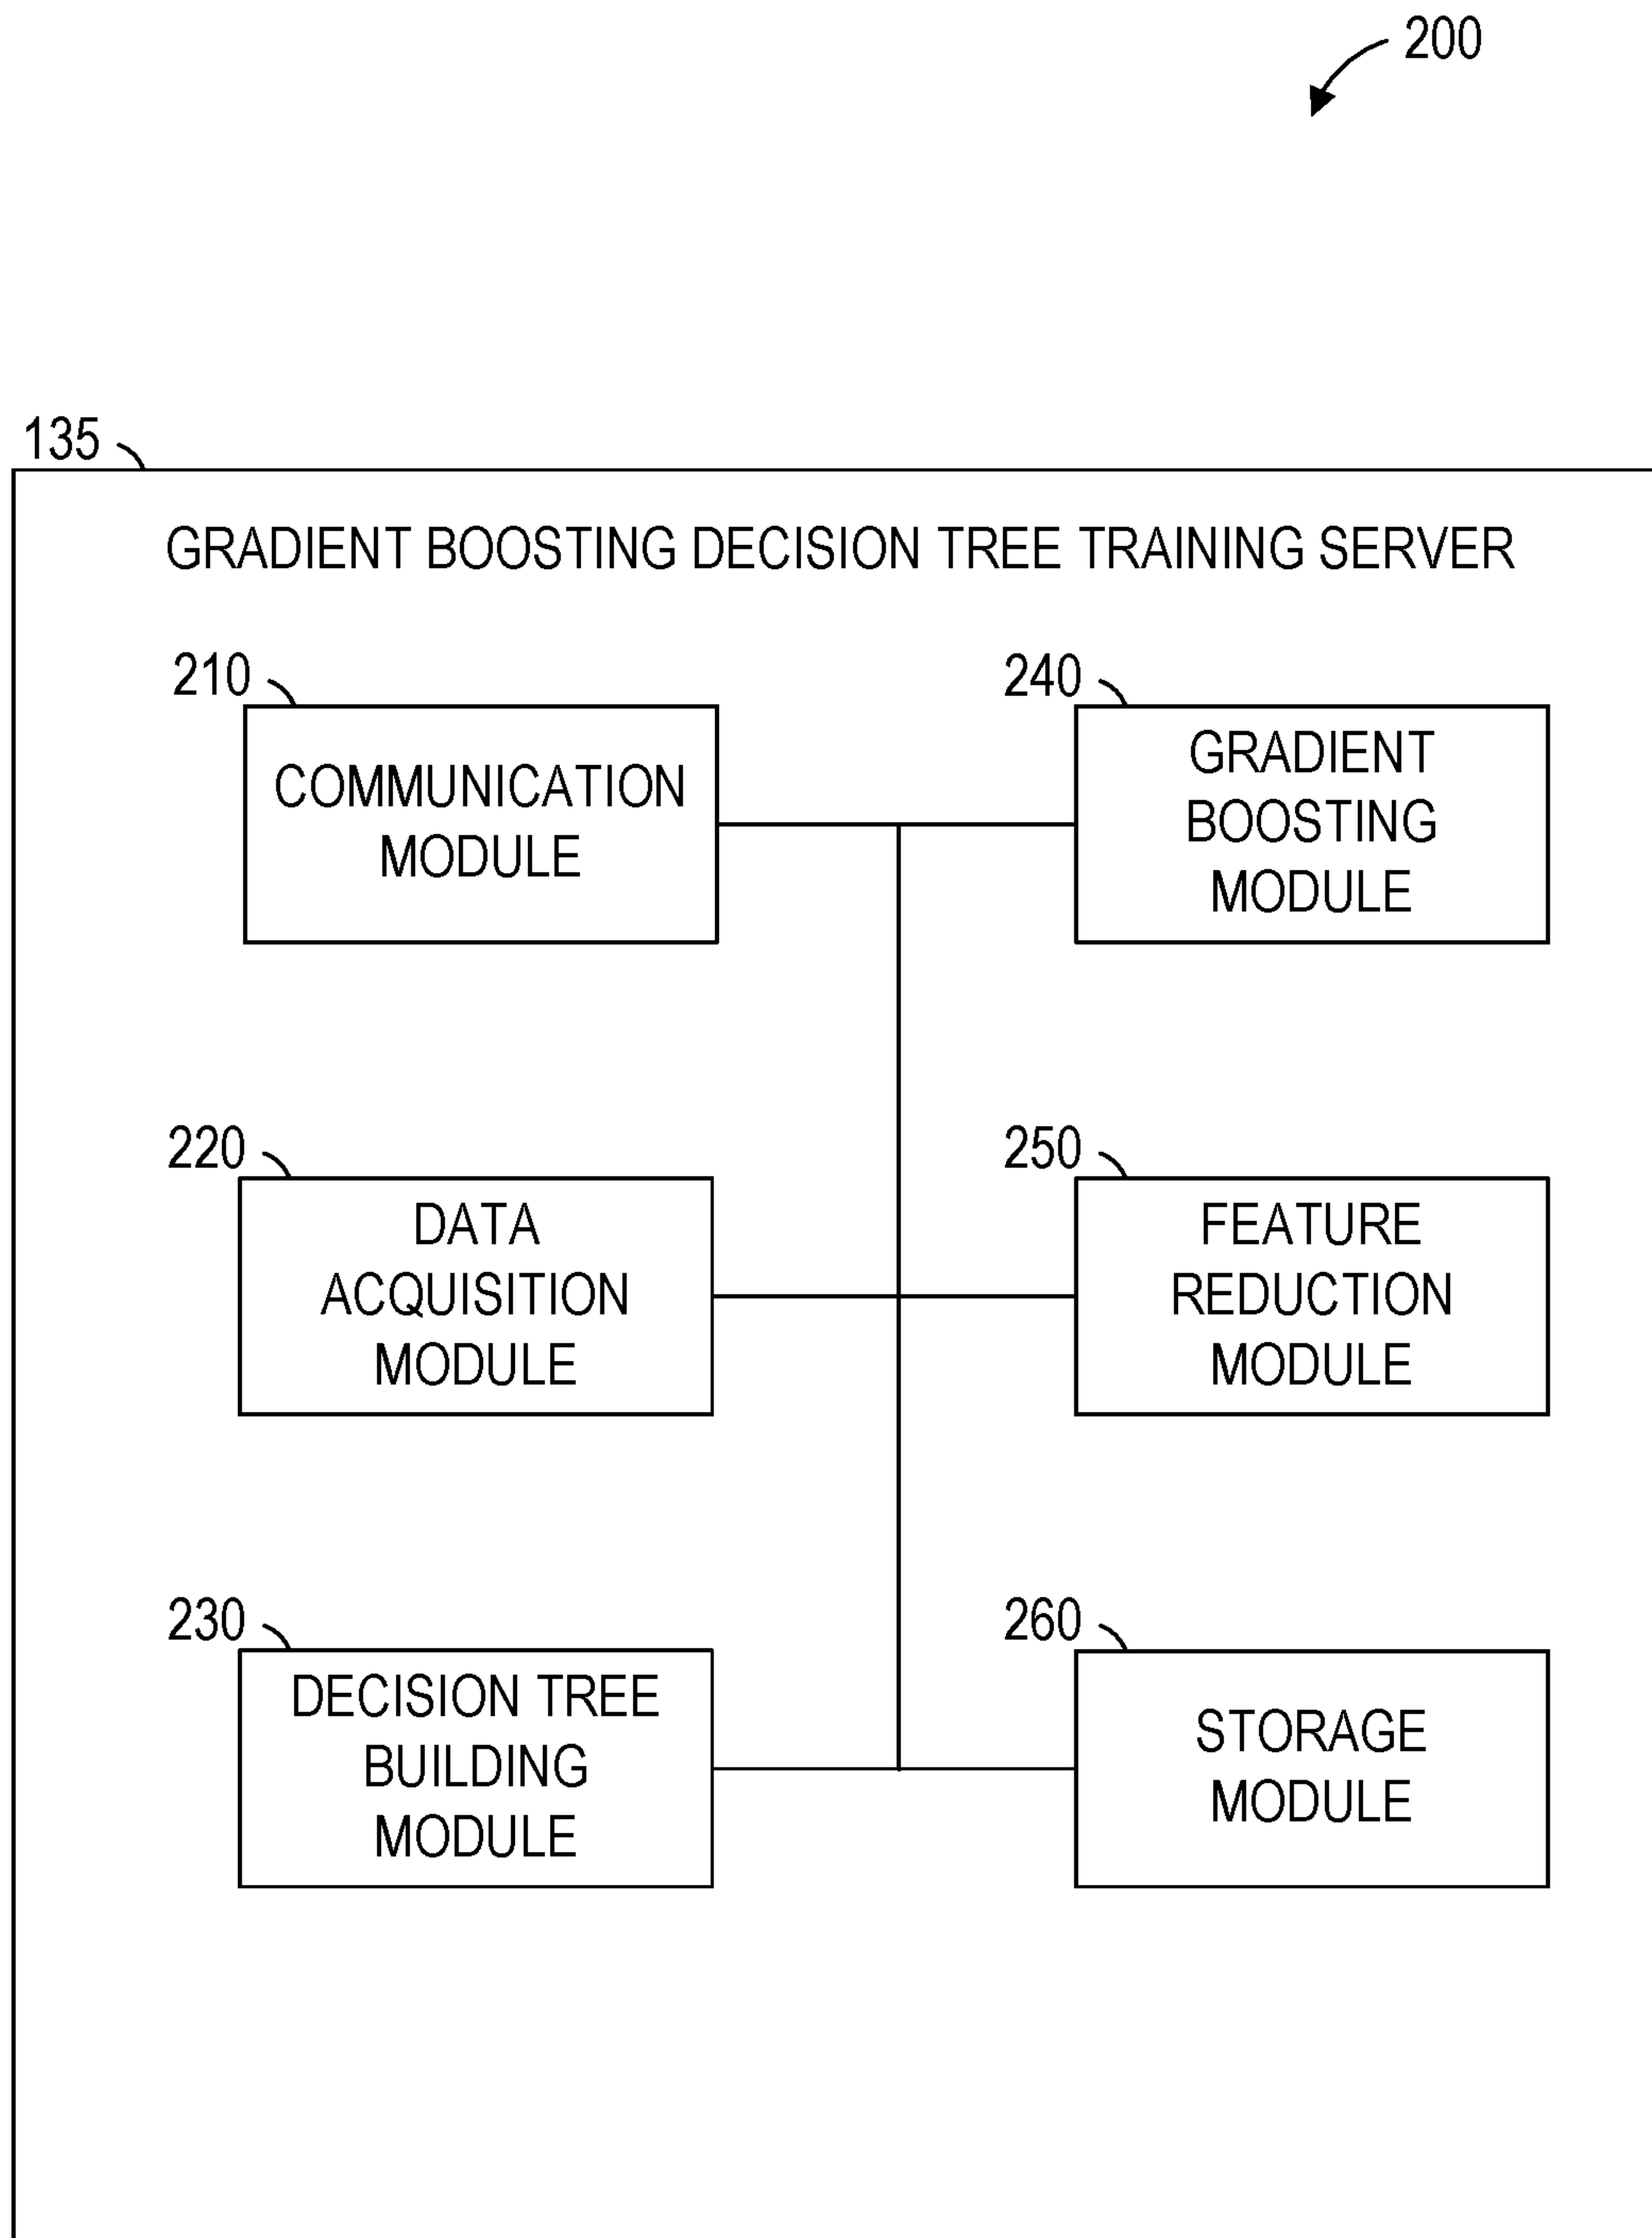 200
135
GRADIENT BOOSTING DECISION TREE TRAINING SERVER
210
COMMUNICATION
MODULE
240
GRADIENT
BOOSTING
MODULE
220
DATA
ACQUISITION
MODULE
250
FEATURE
REDUCTION
MODULE
230
DECISION TREE
BUILDING
MODULE
260
STORAGE
MODULE